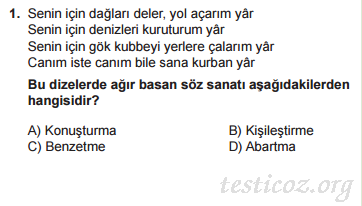 1. Senin için dağları deler, yol açarım yâr
Senin için denizleri kuruturum yâr
Senin için gök kubbeyi yerlere çalarım yâr
Canım iste canım bile sana kurban yâr
Bu dizelerde ağır basan söz sanatı aşağıdakilerden
hangisidir?
A) Konuşturma B) Kişileştirme
C) Benzetme D) Abartma
testicoz.org